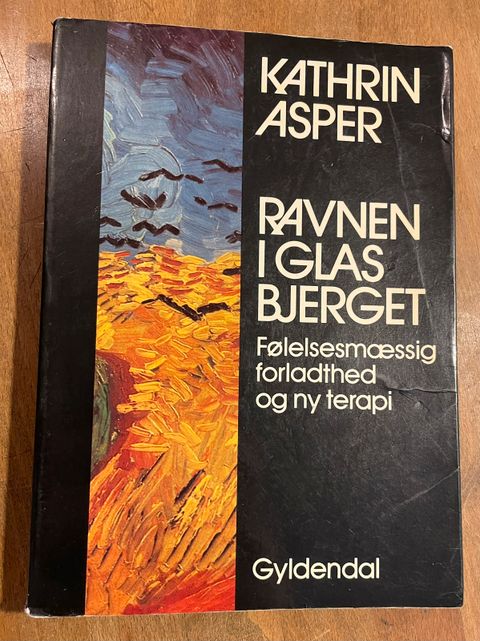 KATHRIN
ASPER
RAVNEN
I GLAS
BJERGET
Følelsesmæssig
forladthed
og ny terapi
Gyldendal